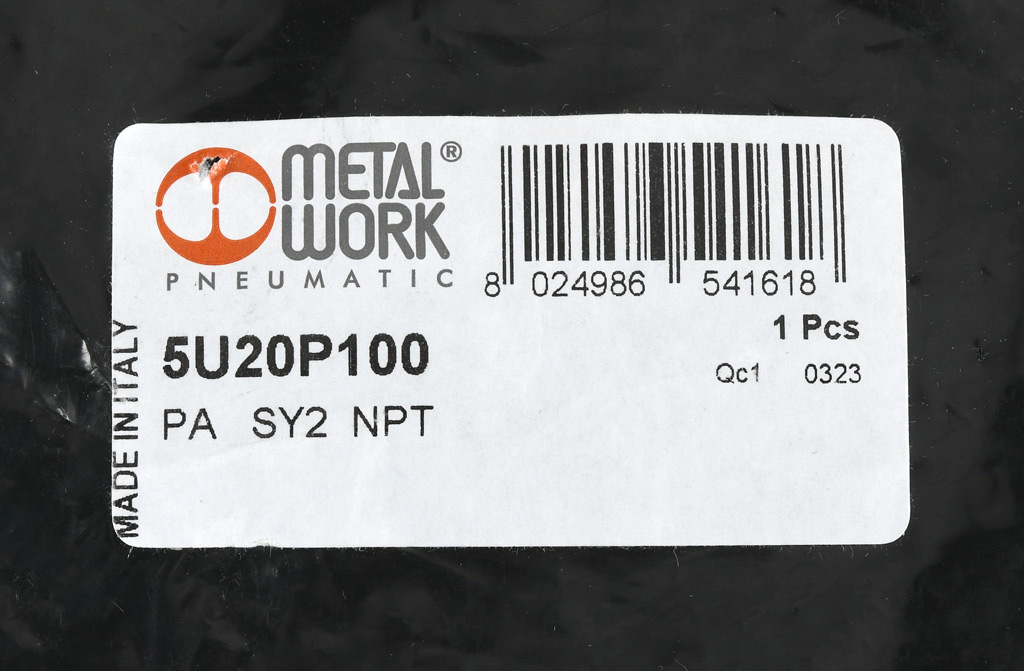 METAL®
WORK
PNEUMATIC
8 024986 541618
1 Pcs
5U20P100
Qc1 0323
PA SY2 NPT
MADE IN ITALY